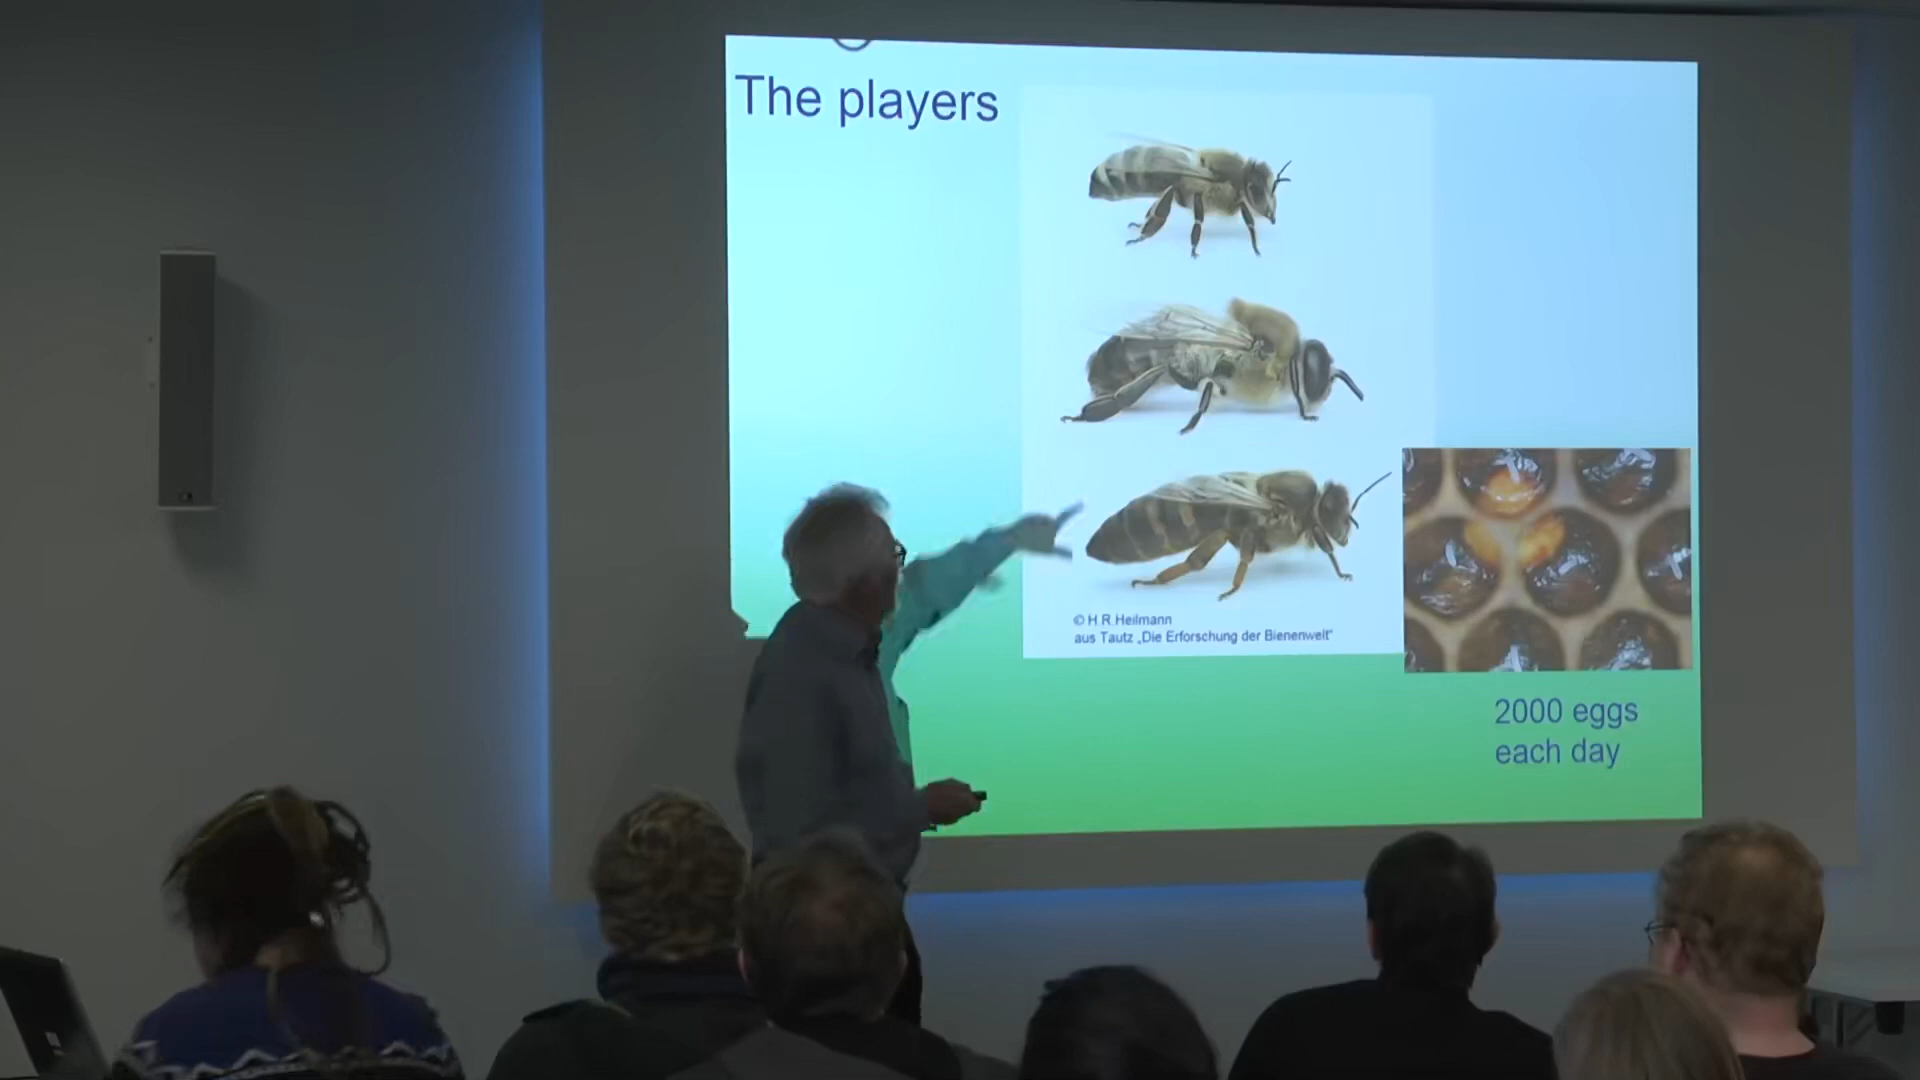 The players
© H.R.Heilmann
aus Tautz „Die Erforschung der Bienenwelt“
2000 eggs
each day